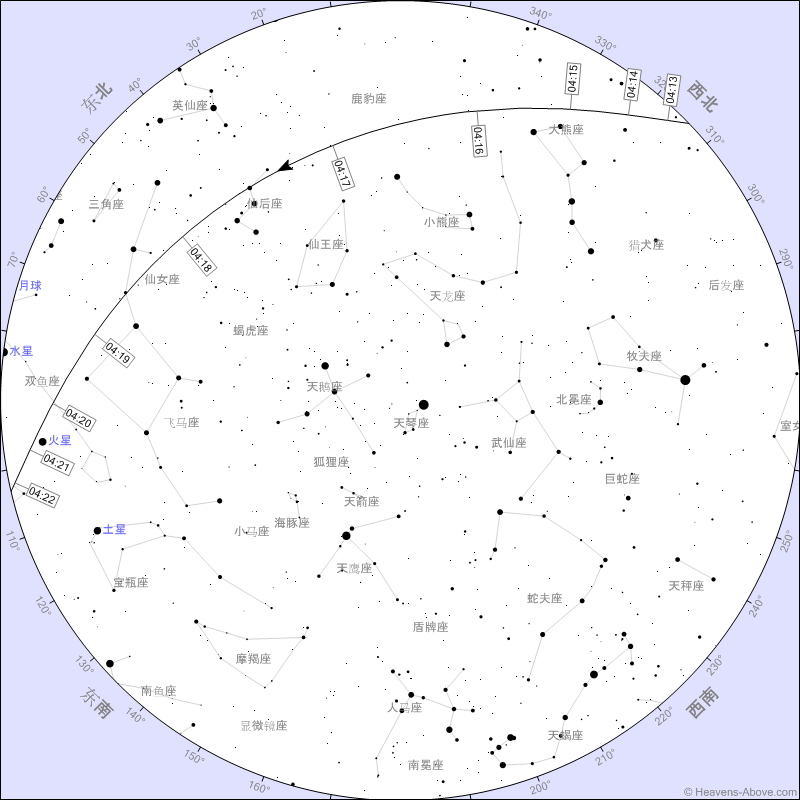 340°
20°
330°
30°
04:15
04:14
04:13
320°
西北
40°
东北
鹿豹座
英仙座
310°
大熊座
50°
04:16
04:17
300°
60°
三角座
仙后座
小熊座
仙王座
猎犬座
290°
70°
04:18
仙女座
月球
天龙座
后发座
蝎虎座
水星
04:19
牧夫座
双鱼座
天鹅座
北冕座
04:20
飞马座
天琴座
室女
火星
武仙座
04:21
狐狸座
巨蛇座
04:22
天箭座
海豚座
小马座
土星
110°
250°
天鹰座
宝瓶座
天秤座
蛇夫座
120°
240°
盾牌座
摩羯座
130°
230°
南鱼座
东南
西南
人马座
140°
220°
显微镜座
天蝎座
150°
210°
南冕座
160°
200°
© Heavens-Above.com